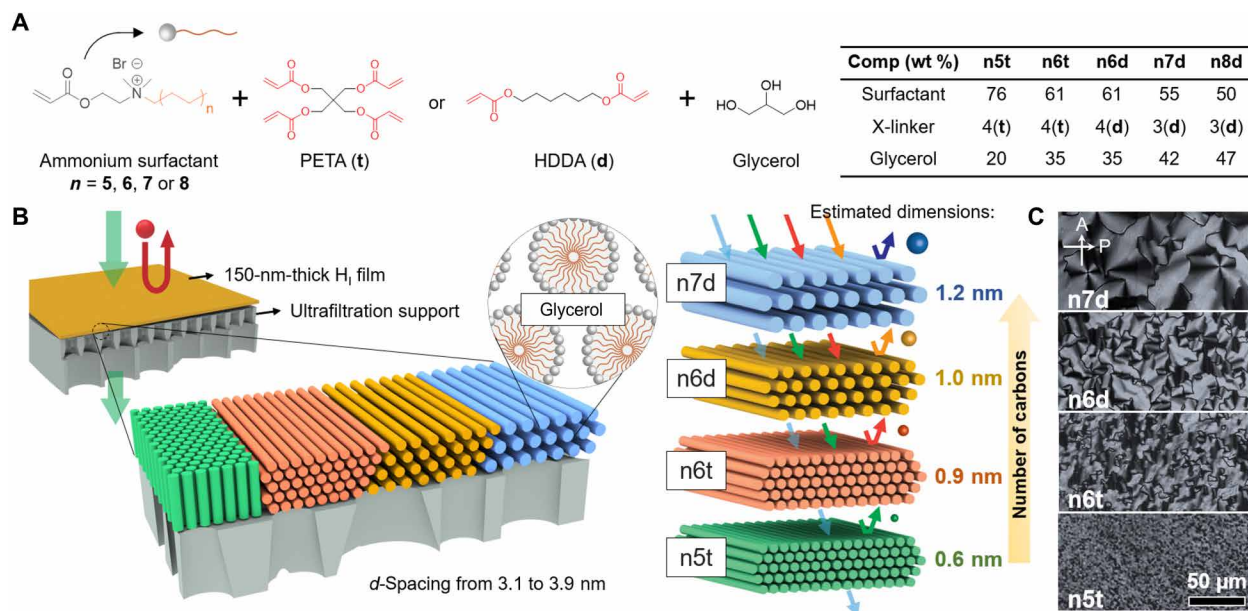 A
Br ⊖
O
O
N
⊕
n
+
Ammonium surfactant
n = 5, 6, 7 or 8
O
O
O
O
O
O
O
O
PETA (t)
or
O
O
O
O
HDDA (d)
+
OH
HO
OH
Glycerol
Comp (wt %) n5t n6t n6d n7d n8d
Surfactant 76 61 61 55 50
X-linker 4(t) 4(t) 4(d) 3(d) 3(d)
Glycerol 20 35 35 42 47
B
150-nm-thick HI film
Ultrafiltration support
Glycerol
d-Spacing from 3.1 to 3.9 nm
Estimated dimensions:
n7d
1.2 nm
n6d
1.0 nm
n6t
0.9 nm
n5t
0.6 nm
Number of carbons
C
A
P
n7d
n6d
n6t
n5t
50 µm